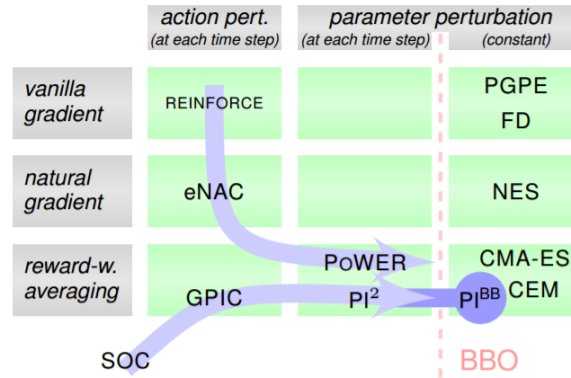 action pert.
(at each time step)
parameter perturbation
(at each time step)
(constant)
vanilla
gradient
REINFORCE
PGPE
FD
natural
gradient
eNAC
NES
reward-w.
averaging
GPIC
POWER
PI²
CMA-ES
CEM
PIᴮᴮ
SOC
BBO